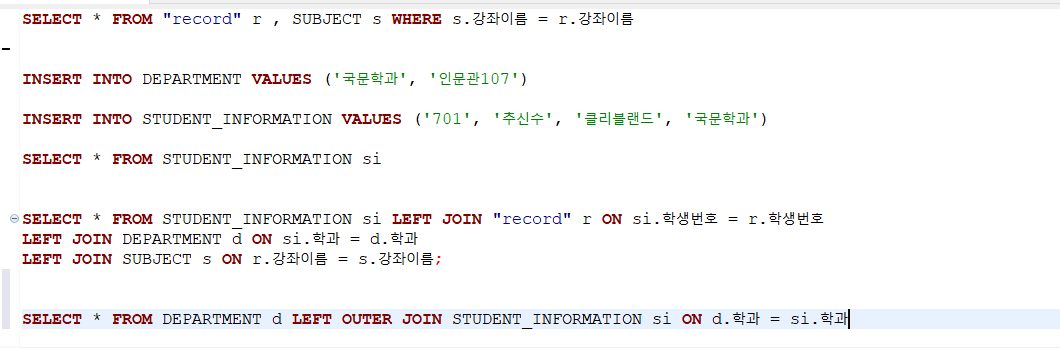 SELECT * FROM "record" r , SUBJECT s WHERE s.강좌이름 = r.강좌이름
INSERT INTO DEPARTMENT VALUES ('국문학과', '인문관107')
INSERT INTO STUDENT_INFORMATION VALUES ('701', '추신수', '클리블랜드', '국문학과')
SELECT * FROM STUDENT_INFORMATION si
SELECT * FROM STUDENT_INFORMATION si LEFT JOIN "record" r ON si.학생번호 = r.학생번호
LEFT JOIN DEPARTMENT d ON si.학과 = d.학과
LEFT JOIN SUBJECT s ON r.강좌이름 = s.강좌이름;
SELECT * FROM DEPARTMENT d LEFT OUTER JOIN STUDENT_INFORMATION si ON d.학과 = si.학과